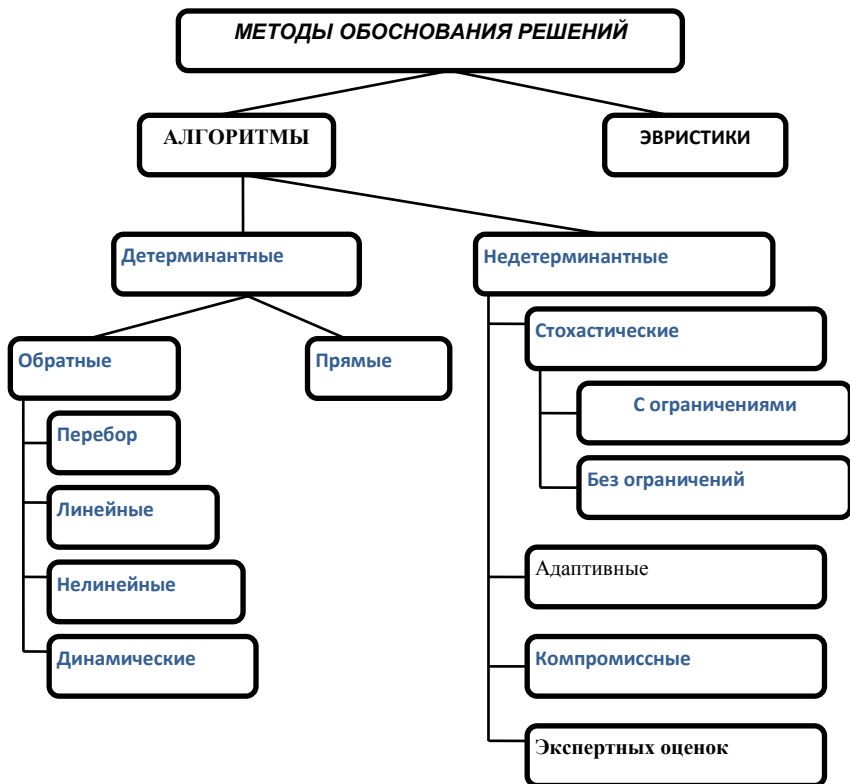 МЕТОДЫ ОБОСНОВАНИЯ РЕШЕНИЙ
АЛГОРИТМЫ
ЭВРИСТИКИ
Детерминантные
Недетерминантные
Обратные
Прямые
Перебор
Линейные
Нелинейные
Динамические
Стохастические
С ограничениями
Без ограничений
Адаптивные
Компромиссные
Экспертных оценок